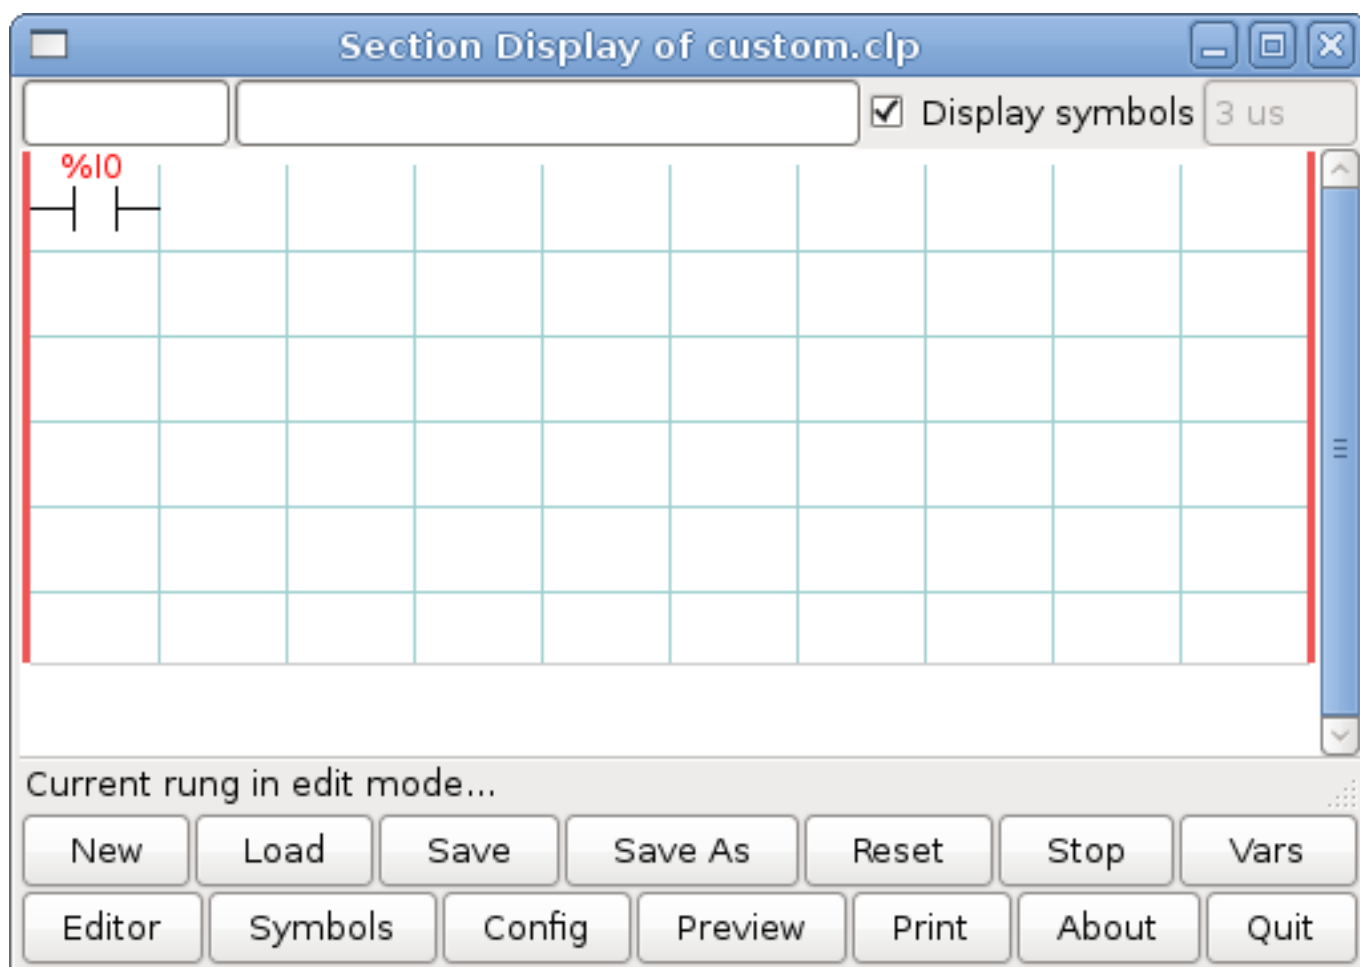 Section Display of custom.clp
Display symbols 3 us
%I0
Current rung in edit mode...
New Load Save Save As Reset Stop Vars
Editor Symbols Config Preview Print About Quit